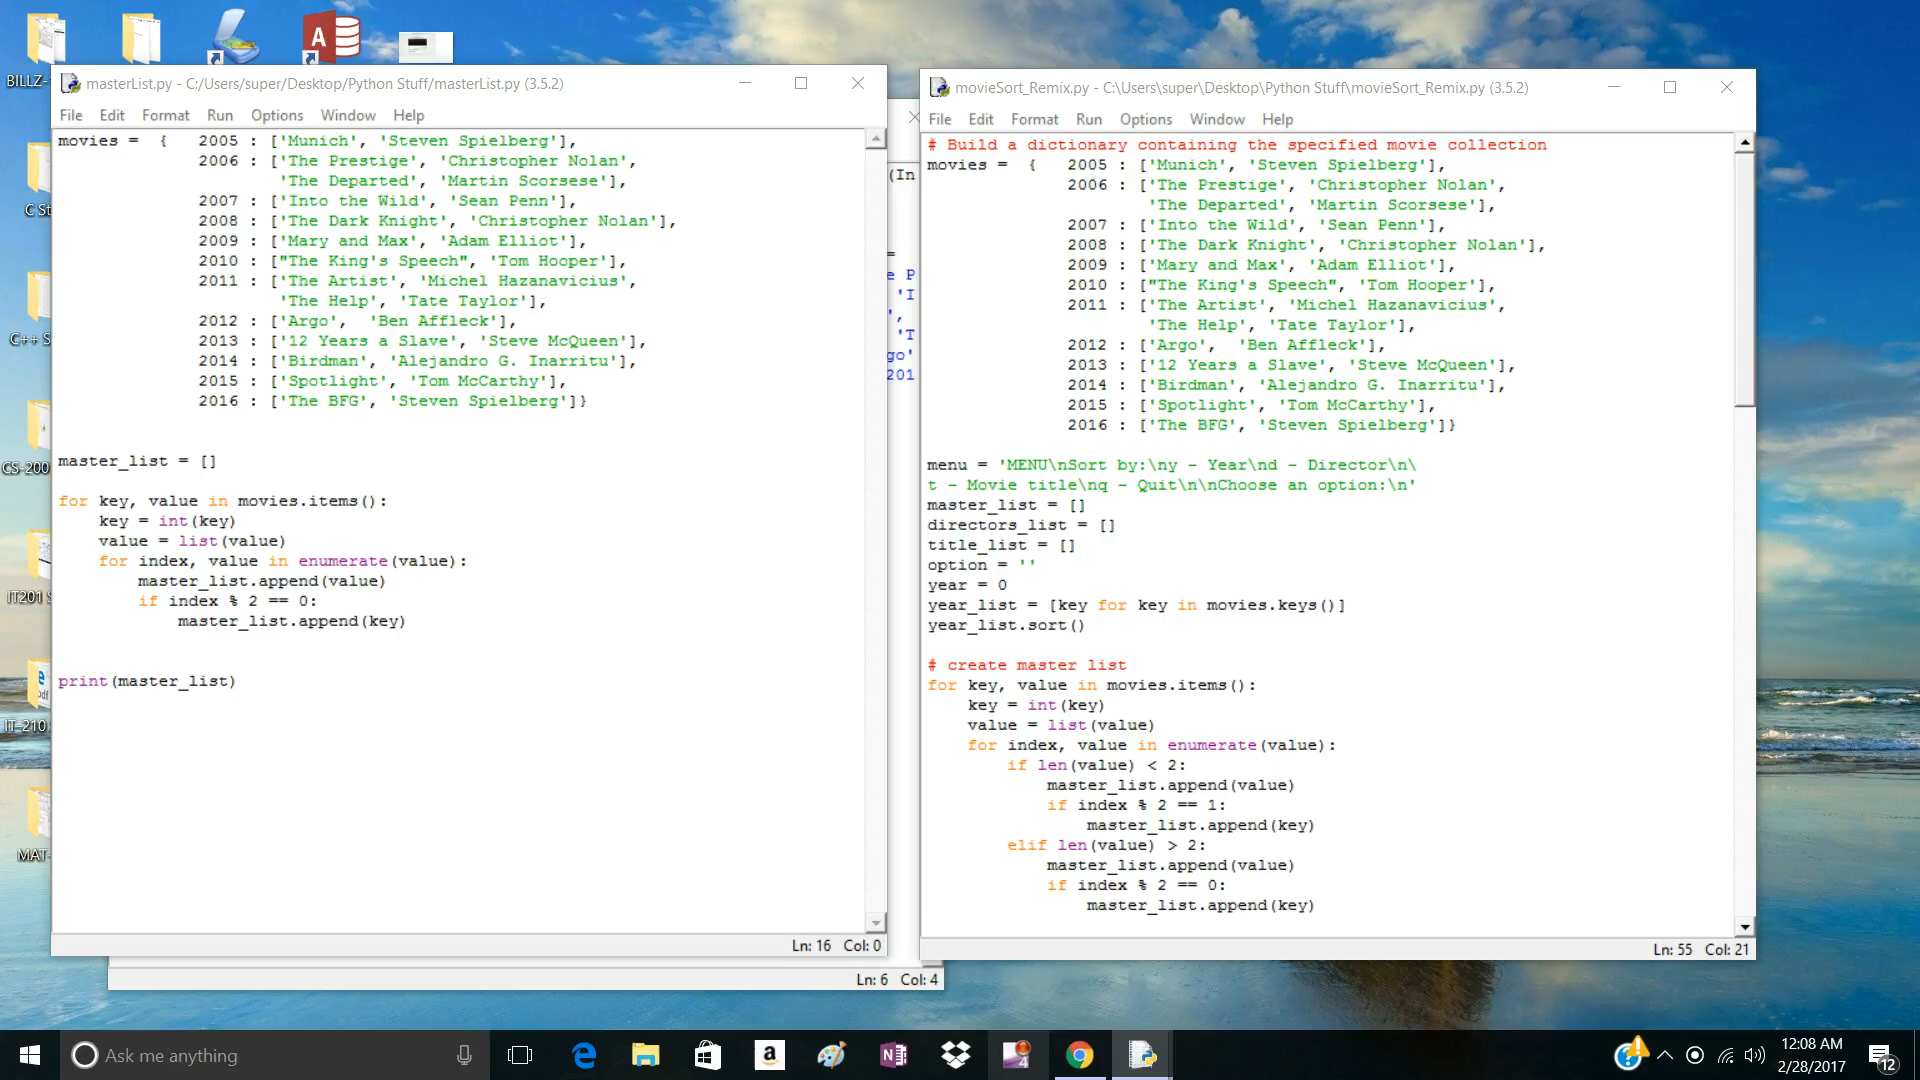 BILLZ-
C St
C++ S
CS-200
IT201 S
IT-210
MAT-
masterList.py - C:/Users/super/Desktop/Python Stuff/masterList.py (3.5.2)
File Edit Format Run Options Window Help
movies = { 2005 : ['Munich', 'Steven Spielberg'],
2006 : ['The Prestige', 'Christopher Nolan',
'The Departed', 'Martin Scorsese'],
2007 : ['Into the Wild', 'Sean Penn'],
2008 : ['The Dark Knight', 'Christopher Nolan'],
2009 : ['Mary and Max', 'Adam Elliot'],
2010 : ["The King's Speech", 'Tom Hooper'],
2011 : ['The Artist', 'Michel Hazanavicius',
'The Help', 'Tate Taylor'],
2012 : ['Argo', 'Ben Affleck'],
2013 : ['12 Years a Slave', 'Steve McQueen'],
2014 : ['Birdman', 'Alejandro G. Inarritu'],
2015 : ['Spotlight', 'Tom McCarthy'],
2016 : ['The BFG', 'Steven Spielberg']}
master_list = []
for key, value in movies.items():
key = int(key)
value = list(value)
for index, value in enumerate(value):
master_list.append(value)
if index % 2 == 0:
master_list.append(key)
print(master_list)
Ln: 16 Col: 0
(In
=
e P
'I
',
'T
go'
201
Ln: 6 Col: 4
movieSort_Remix.py - C:\Users\super\Desktop\Python Stuff\movieSort_Remix.py (3.5.2)
File Edit Format Run Options Window Help
# Build a dictionary containing the specified movie collection
movies = { 2005 : ['Munich', 'Steven Spielberg'],
2006 : ['The Prestige', 'Christopher Nolan',
'The Departed', 'Martin Scorsese'],
2007 : ['Into the Wild', 'Sean Penn'],
2008 : ['The Dark Knight', 'Christopher Nolan'],
2009 : ['Mary and Max', 'Adam Elliot'],
2010 : ["The King's Speech", 'Tom Hooper'],
2011 : ['The Artist', 'Michel Hazanavicius',
'The Help', 'Tate Taylor'],
2012 : ['Argo', 'Ben Affleck'],
2013 : ['12 Years a Slave', 'Steve McQueen'],
2014 : ['Birdman', 'Alejandro G. Inarritu'],
2015 : ['Spotlight', 'Tom McCarthy'],
2016 : ['The BFG', 'Steven Spielberg']}
menu = 'MENU\nSort by:\ny - Year\nd - Director\n\
t - Movie title\nq - Quit\n\nChoose an option:\n'
master_list = []
directors_list = []
title_list = []
option = ''
year = 0
year_list = [key for key in movies.keys()]
year_list.sort()
# create master list
for key, value in movies.items():
key = int(key)
value = list(value)
for index, value in enumerate(value):
if len(value) < 2:
master_list.append(value)
if index % 2 == 1:
master_list.append(key)
elif len(value) > 2:
master_list.append(value)
if index % 2 == 0:
master_list.append(key)
Ln: 55 Col: 21
Ask me anything
12:08 AM
2/28/2017
12